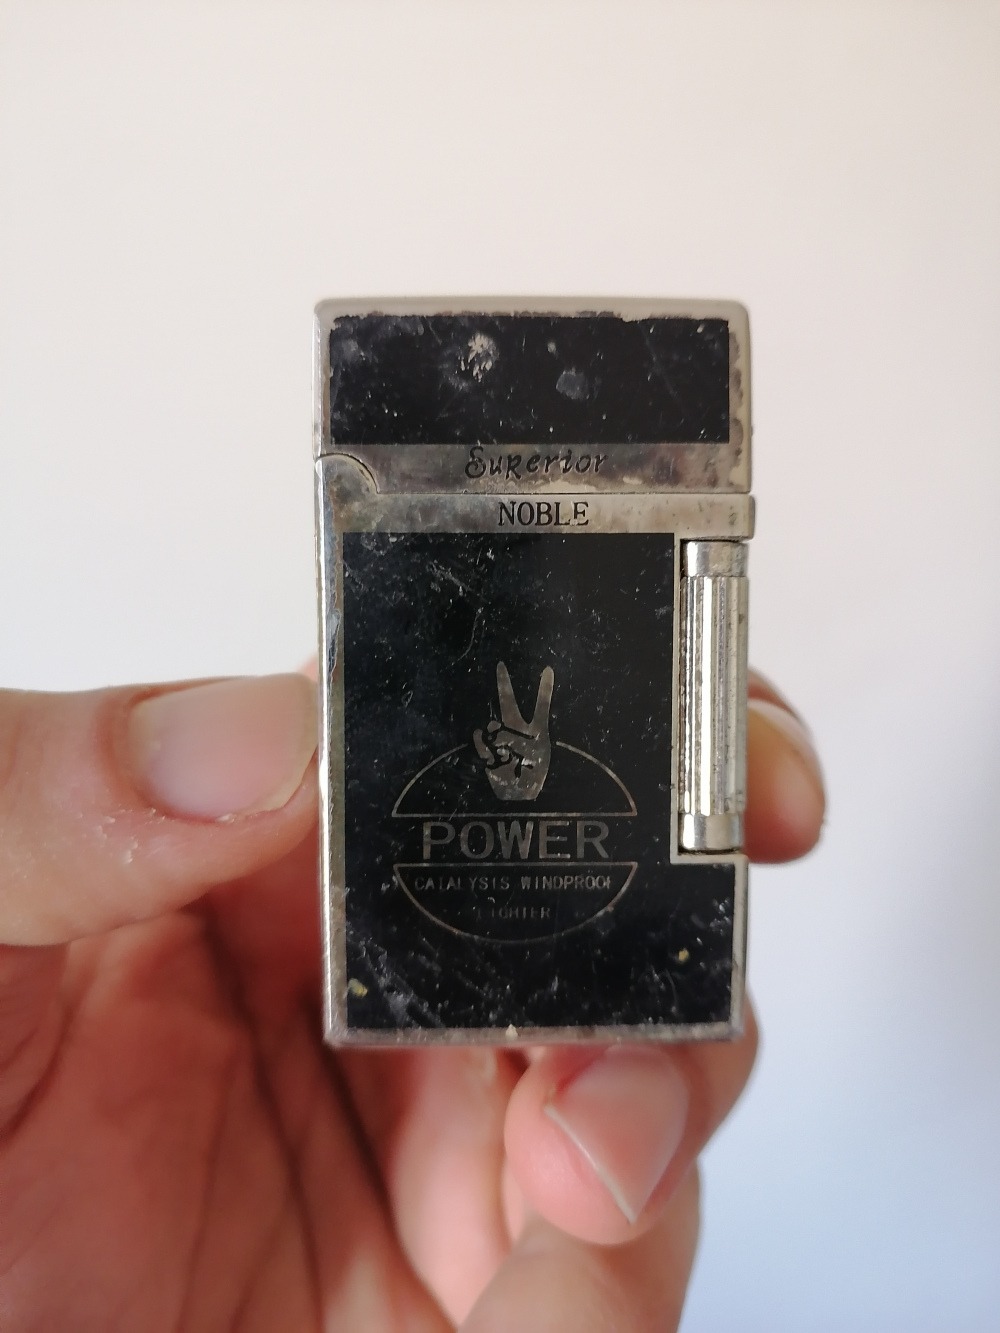 Superior
NOBLE
POWER
CATALYSIS WINDPROOF
LIGHTER